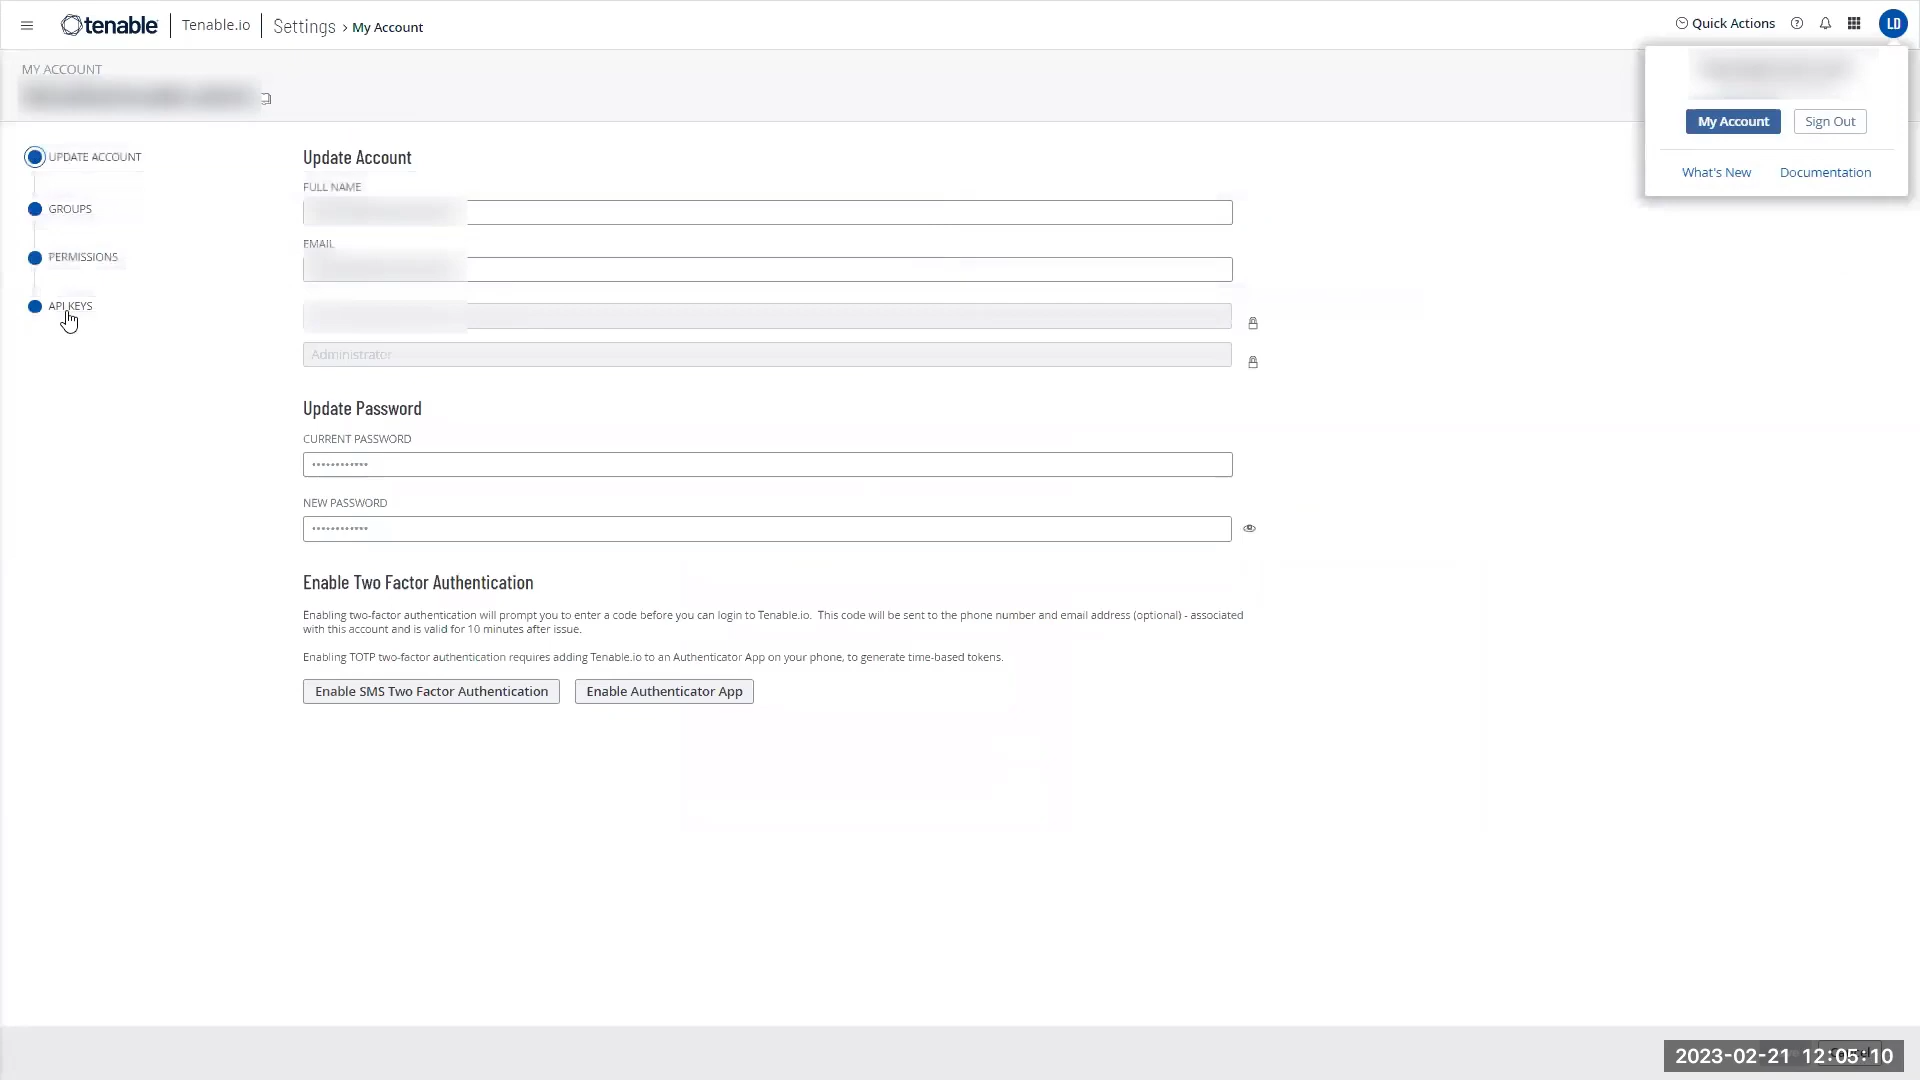 tenable
Tenable.io
Settings › My Account
Quick Actions
LD
MY ACCOUNT
My Account
Sign Out
What's New
Documentation
UPDATE ACCOUNT
GROUPS
PERMISSIONS
API KEYS
Update Account
FULL NAME
EMAIL
Administrator
Update Password
CURRENT PASSWORD
••••••••••••
NEW PASSWORD
••••••••••••
Enable Two Factor Authentication
Enabling two-factor authentication will prompt you to enter a code before you can login to Tenable.io. This code will be sent to the phone number and email address (optional) - associated
with this account and is valid for 10 minutes after issue.
Enabling TOTP two-factor authentication requires adding Tenable.io to an Authenticator App on your phone, to generate time-based tokens.
Enable SMS Two Factor Authentication
Enable Authenticator App
2023-02-21 12:05:10